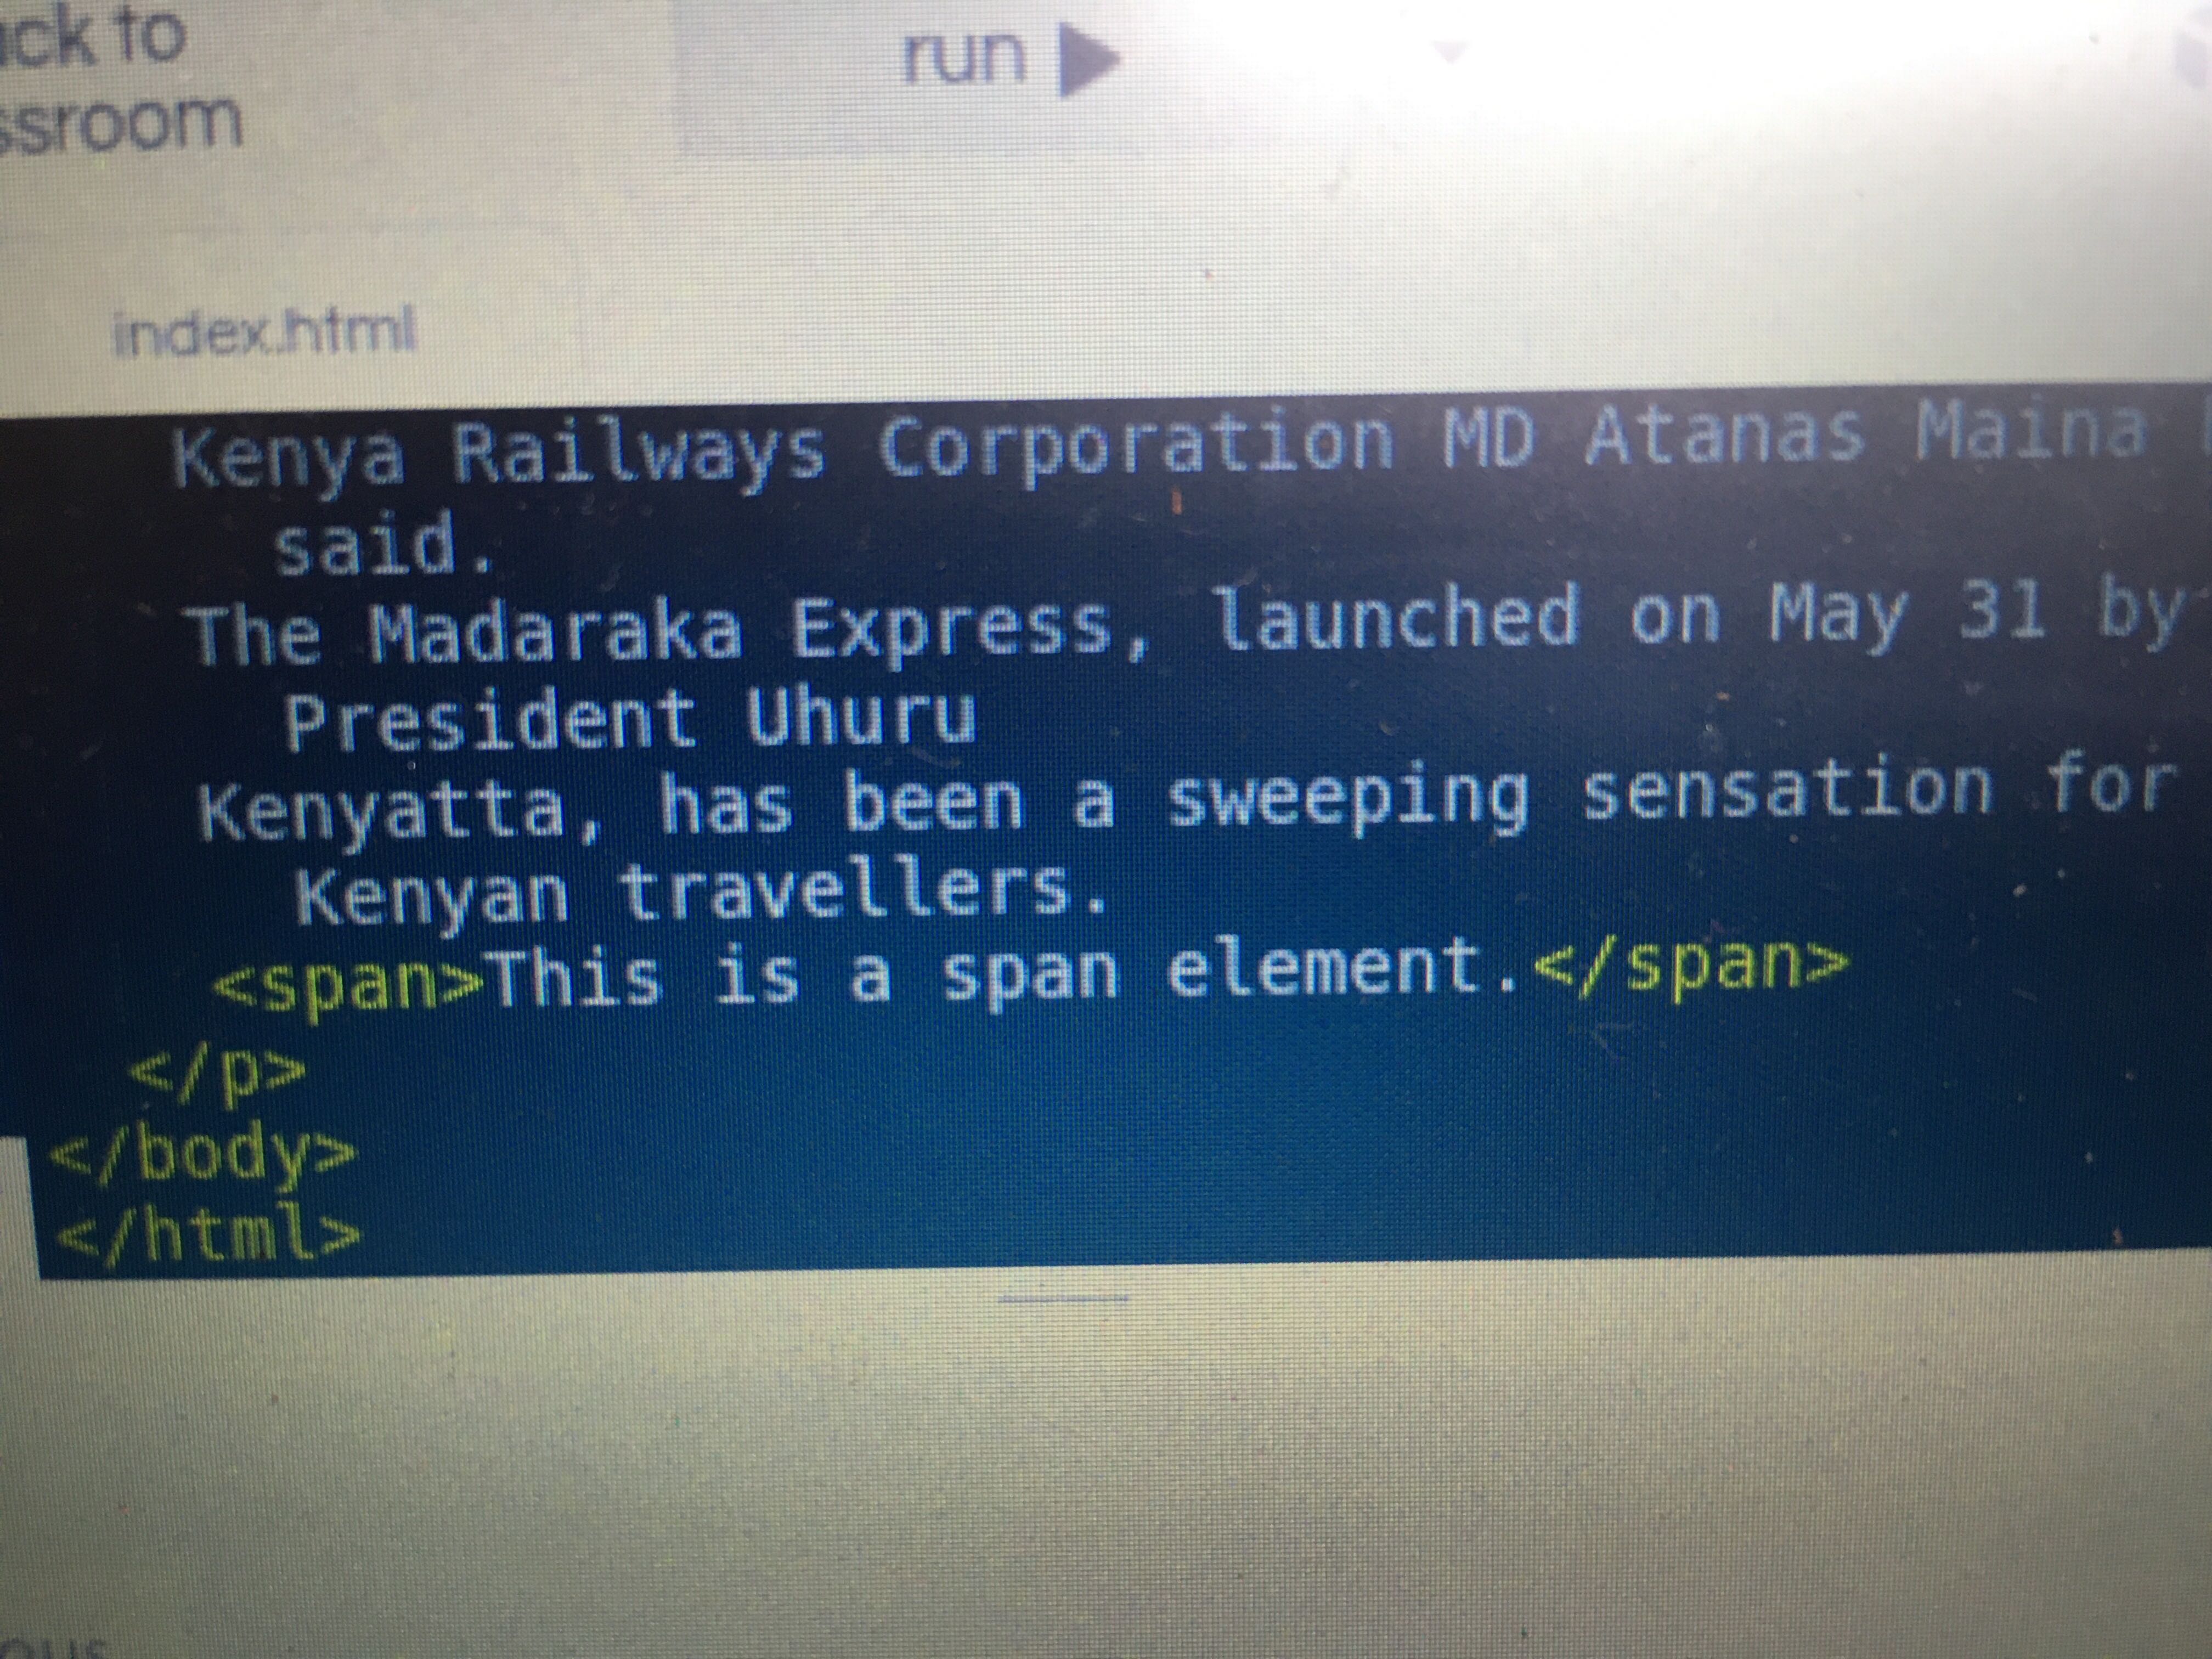 ck to
ssroom
run
index.html
Kenya Railways Corporation MD Atanas Maina
said.
The Madaraka Express, launched on May 31 by
President Uhuru
Kenyatta, has been a sweeping sensation for
Kenyan travellers.
<span>This is a span element.</span>
</p>
</body>
</html>